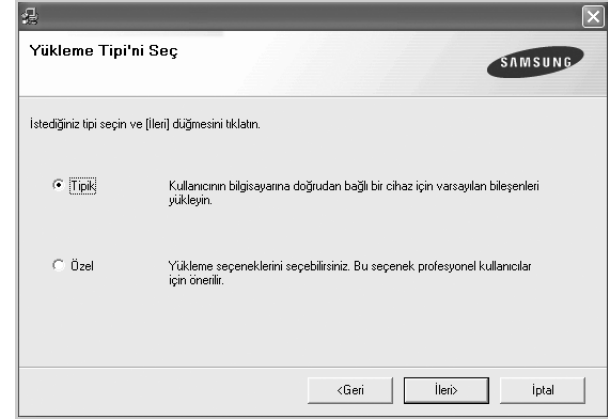 Yükleme Tipi'ni Seç
SAMSUNG
İstediğiniz tipi seçin ve [İleri] düğmesini tıklatın.
Tipik
Kullanıcının bilgisayarına doğrudan bağlı bir cihaz için varsayılan bileşenleri
yükleyin.
Özel
Yükleme seçeneklerini seçebilirsiniz. Bu seçenek profesyonel kullanıcılar
için önerilir.
<Geri
İleri>
İptal